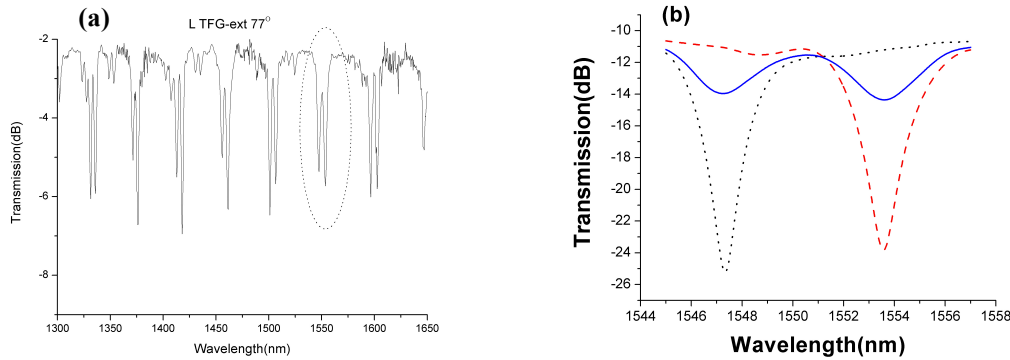 (a)
L TFG-ext 77°
-2
-4
-6
-8
Transmission(dB)
1300 1350 1400 1450 1500 1550 1600 1650
Wavelength(nm)
(b)
-10
-12
-14
-16
-18
-20
-22
-24
-26
Transmission(dB)
1544 1546 1548 1550 1552 1554 1556 1558
Wavelength(nm)